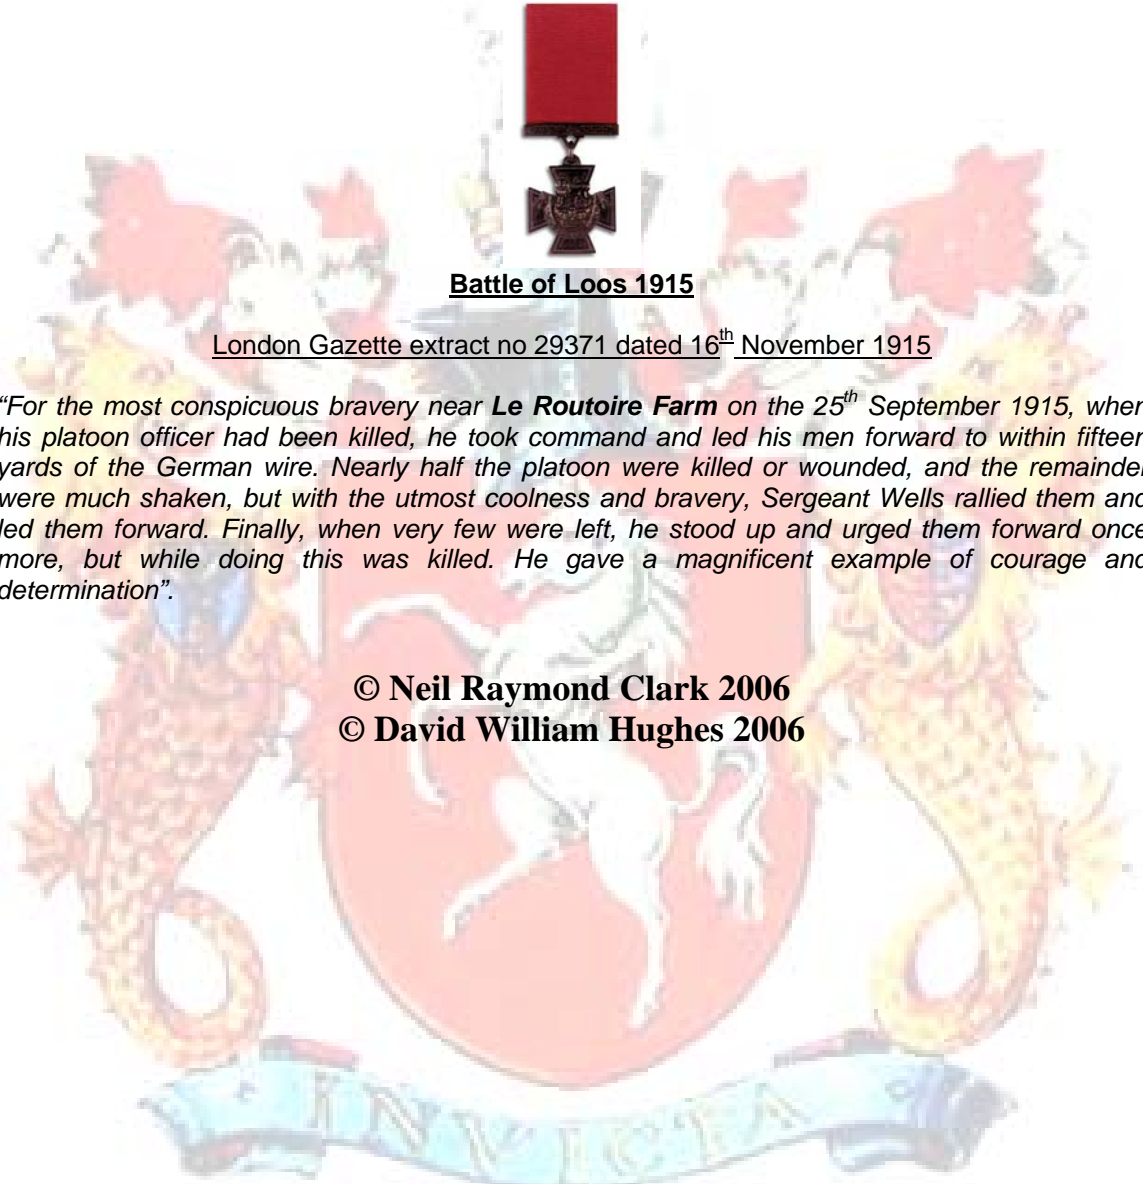 Battle of Loos 1915
London Gazette extract no 29371 dated 16th November 1915
“For the most conspicuous bravery near Le Routoire Farm on the 25th September 1915, when
his platoon officer had been killed, he took command and led his men forward to within fifteen
yards of the German wire. Nearly half the platoon were killed or wounded, and the remainder
were much shaken, but with the utmost coolness and bravery, Sergeant Wells rallied them and
led them forward. Finally, when very few were left, he stood up and urged them forward once
more, but while doing this was killed. He gave a magnificent example of courage and
determination”.
© Neil Raymond Clark 2006
© David William Hughes 2006
INVICTA